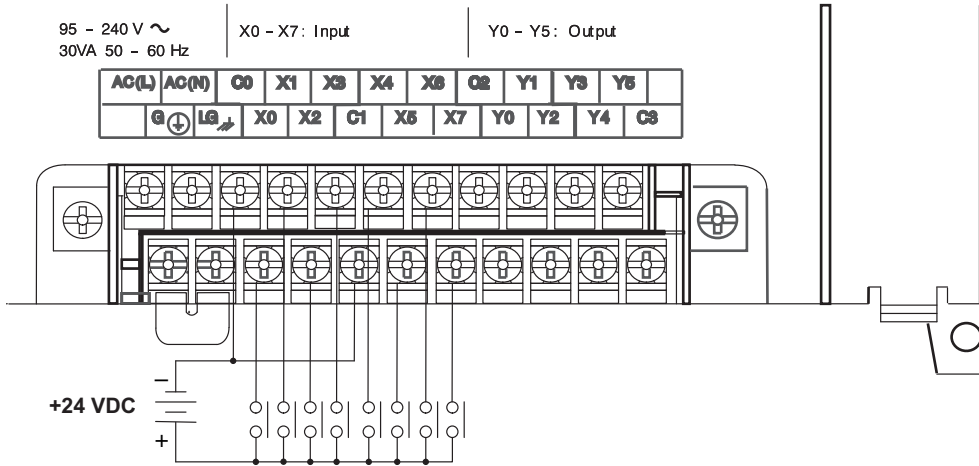 95 – 240 V ~
30VA 50 – 60 Hz
X0 – X7: Input
Y0 – Y5: Output
AC(L) AC(N) C0 X1 X3 X4 X6 C2 Y1 Y3 Y5
G LG X0 X2 C1 X5 X7 Y0 Y2 Y4 C3
–
+24 VDC
+